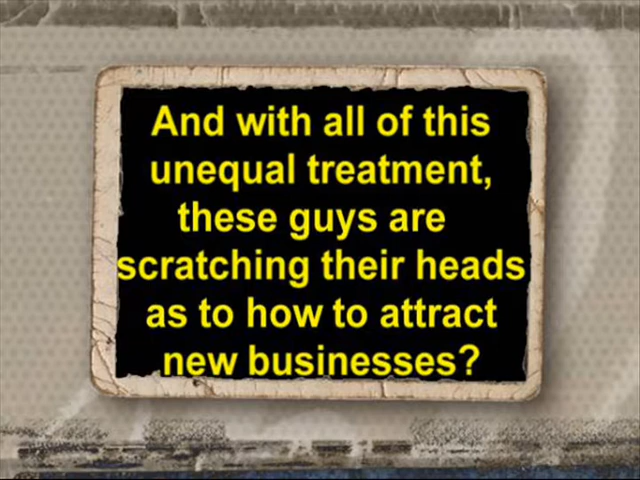 And with all of this
unequal treatment,
these guys are
scratching their heads
as to how to attract
new businesses?